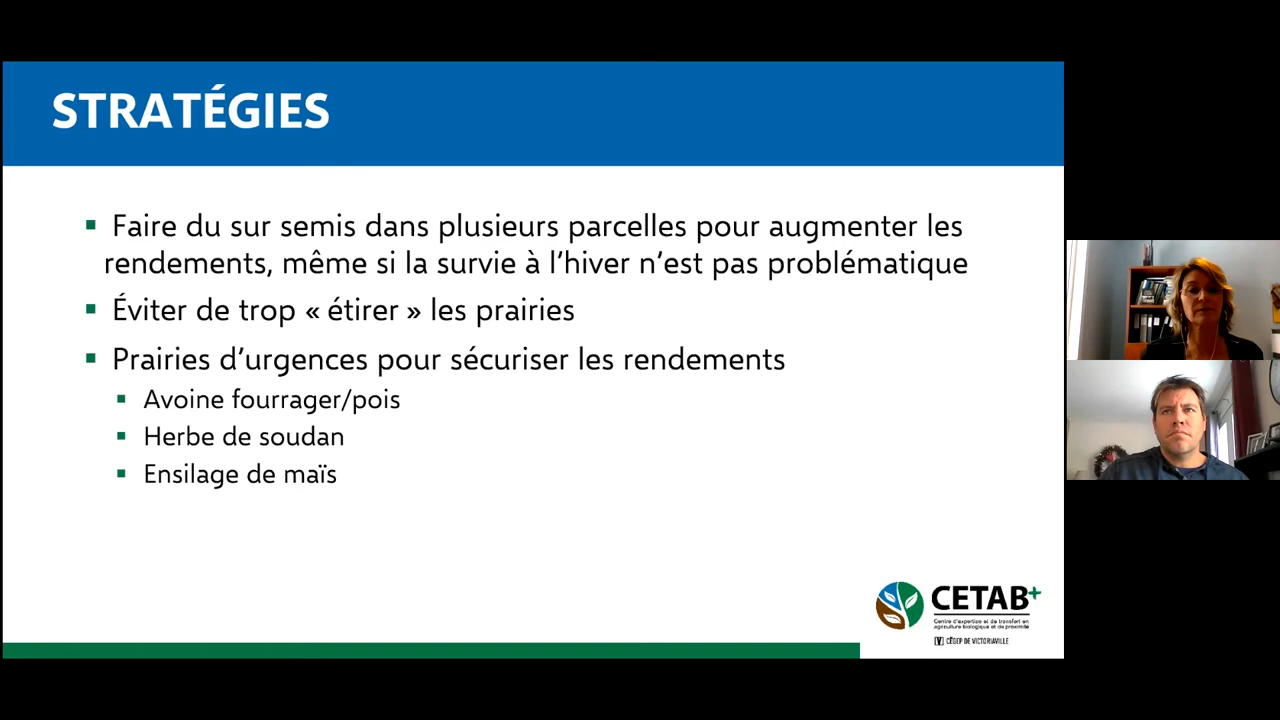 STRATÉGIES
Faire du sur semis dans plusieurs parcelles pour augmenter les
rendements, même si la survie à l'hiver n'est pas problématique
Éviter de trop « étirer » les prairies
Prairies d'urgences pour sécuriser les rendements
Avoine fourrager/pois
Herbe de soudan
Ensilage de maïs
CETAB+
Centre d'expertise et de transfert en
agriculture biologique et de proximité
CÉGEP DE VICTORIAVILLE